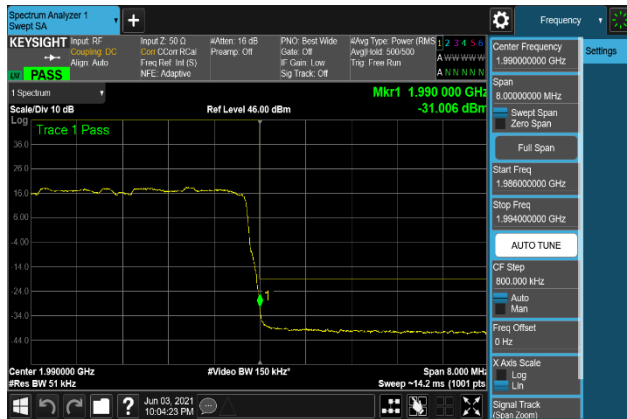 Spectrum Analyzer 1
Swept SA
+
Frequency
KEYSIGHT
Input: RF
Coupling: DC
Align: Auto
Input Z: 50 Ω
Corr CCorr RCal
Freq Ref: Int (S)
NFE: Adaptive
#Atten: 16 dB
Preamp: Off
PNO: Best Wide
Gate: Off
IF Gain: Low
Sig Track: Off
#Avg Type: Power (RMS
Avg|Hold: 500/500
Trig: Free Run
1 2 3 4 5 6
A W W W W W
A N N N N N
PASS
1 Spectrum
Scale/Div 10 dB
Ref Level 46.00 dBm
Mkr1 1.990 000 GHz
-31.006 dBm
Log
Trace 1 Pass
36.0
26.0
16.0
6.00
-4.00
-14.0
-24.0
-34.0
-44.0
1
Center 1.990000 GHz
#Res BW 51 kHz
#Video BW 150 kHz*
Span 8.000 MHz
Sweep ~14.2 ms (1001 pts
Jun 03, 2021
10:04:23 PM
?
Center Frequency
1.990000000 GHz
Settings
Span
8.00000000 MHz
Swept Span
Zero Span
Full Span
Start Freq
1.986000000 GHz
Stop Freq
1.994000000 GHz
AUTO TUNE
CF Step
800.000 kHz
Auto
Man
Freq Offset
0 Hz
X Axis Scale
Log
Lin
Signal Track
(Span Zoom)